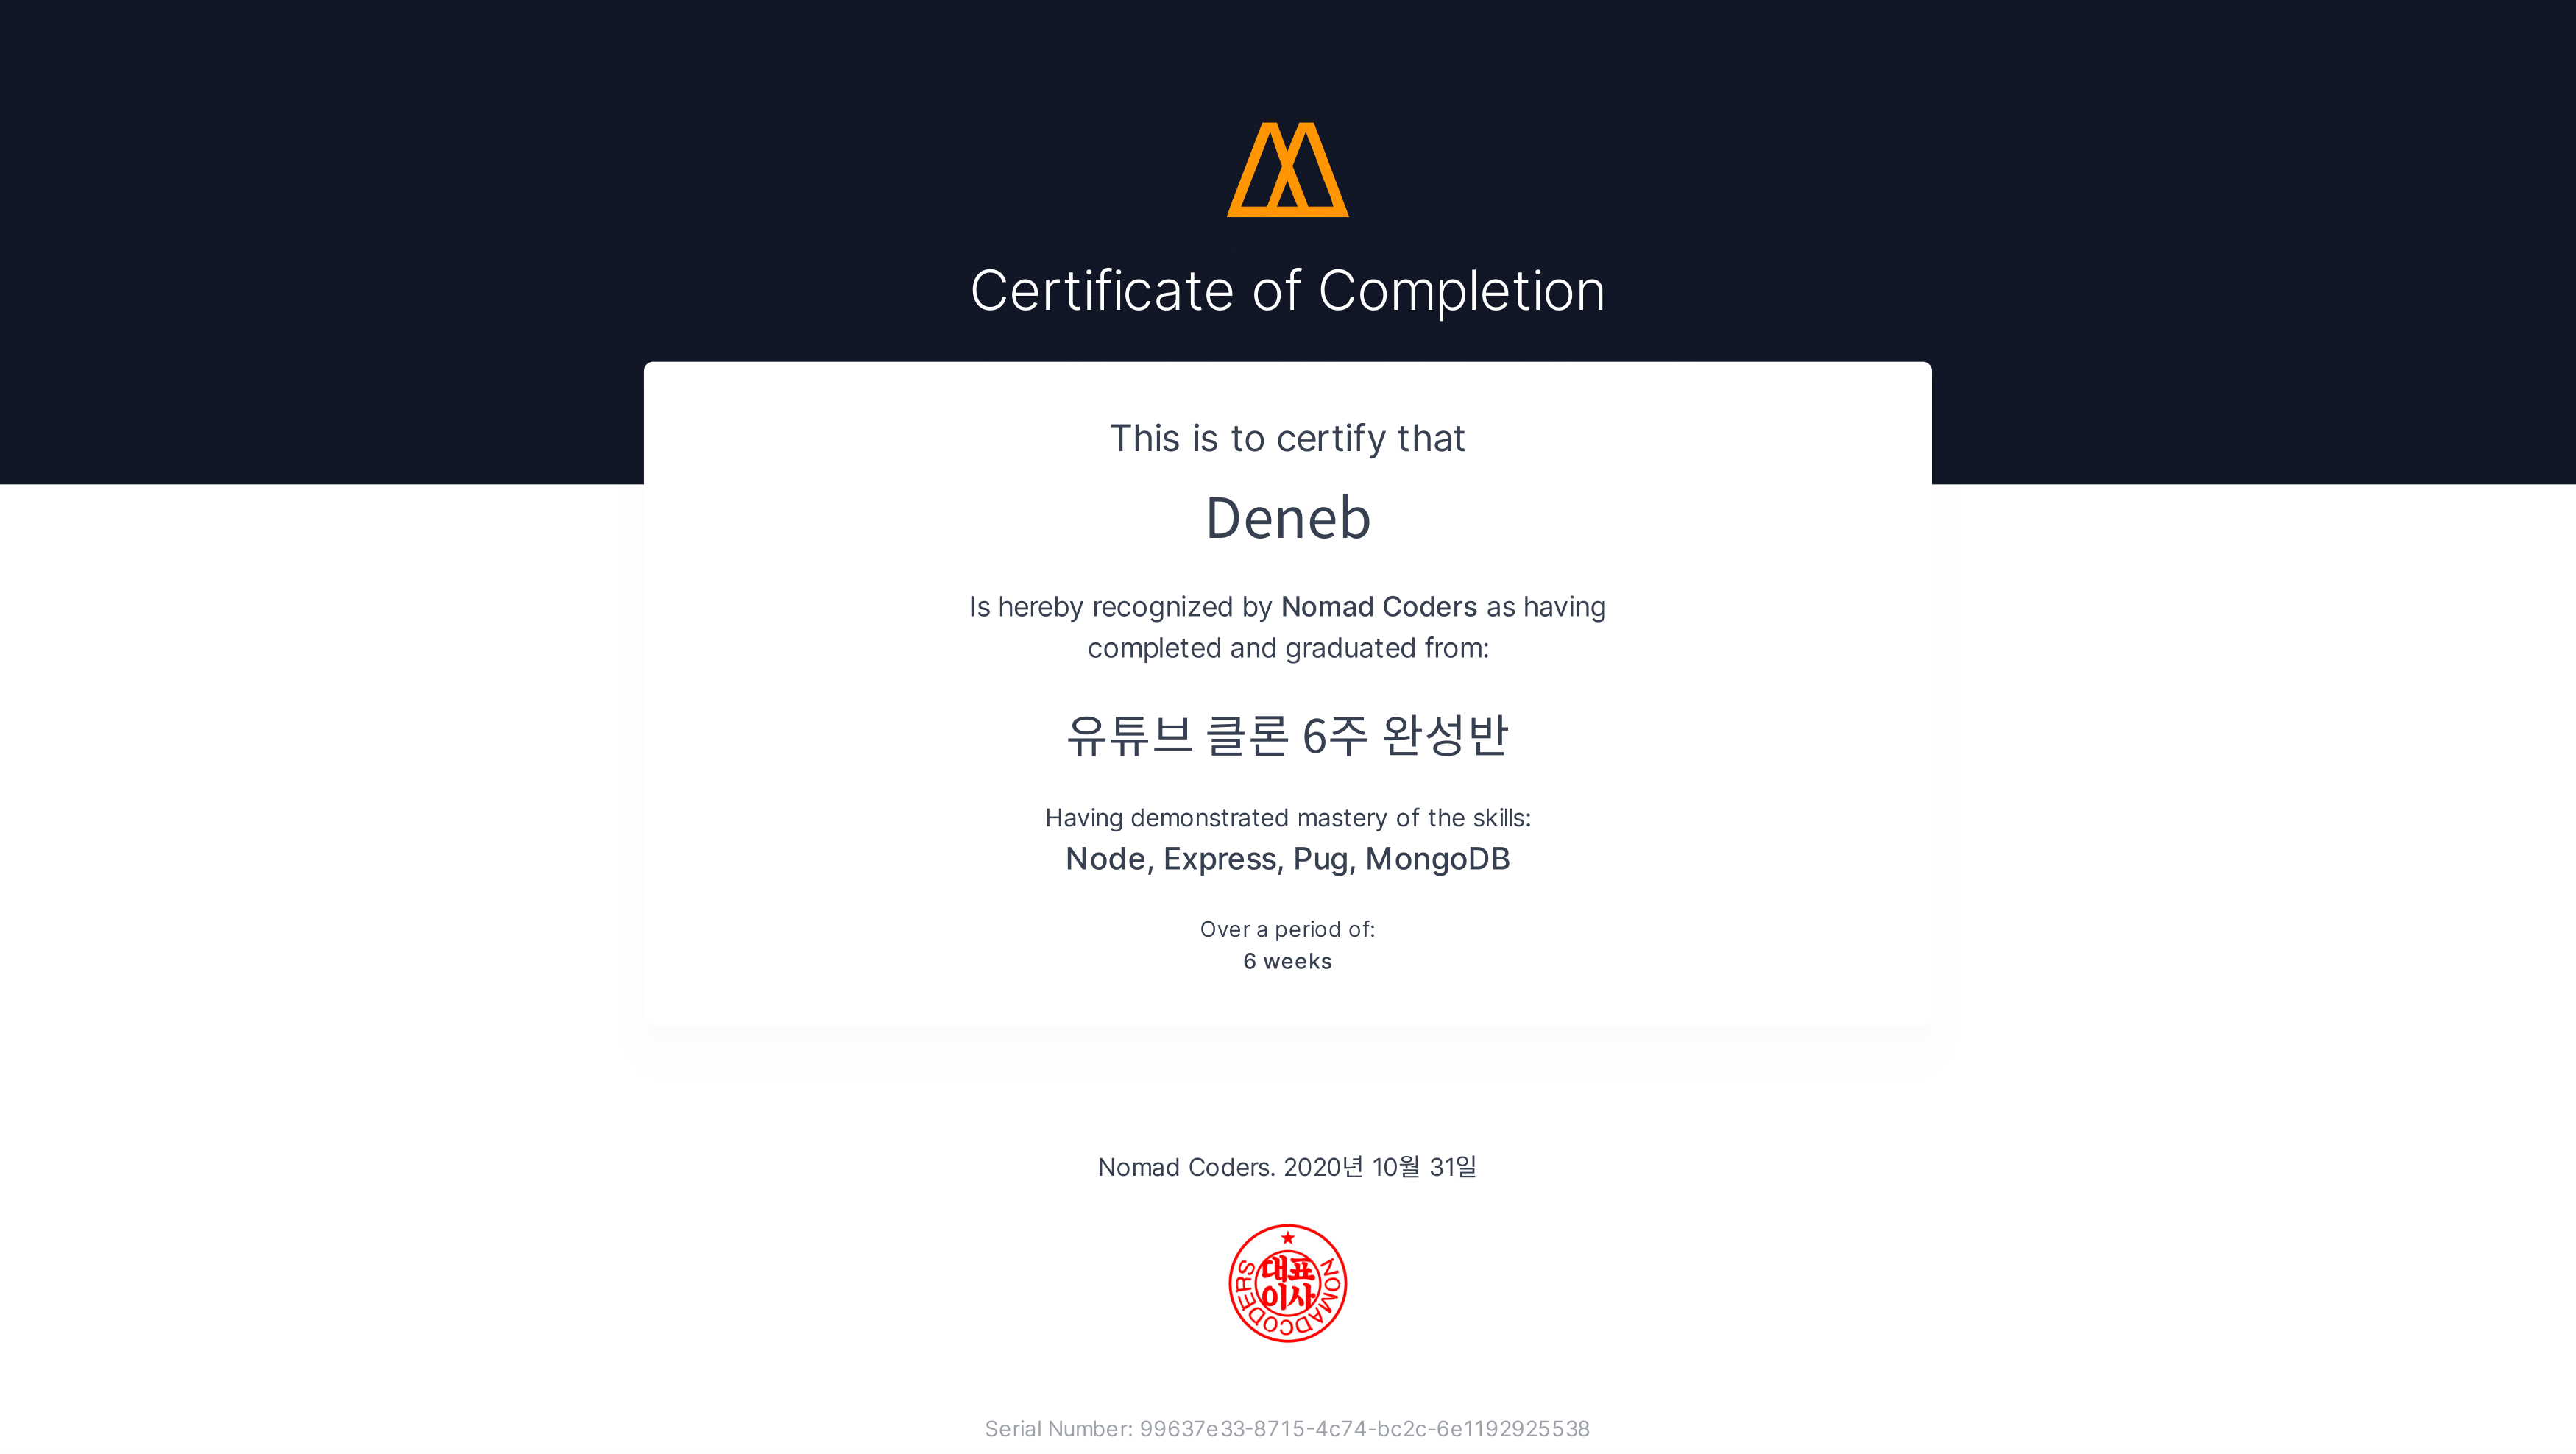 Certificate of Completion
This is to certify that
Deneb
Is hereby recognized by Nomad Coders as having
completed and graduated from:
유튜브 클론 6주 완성반
Having demonstrated mastery of the skills:
Node, Express, Pug, MongoDB
Over a period of:
6 weeks
Nomad Coders. 2020년 10월 31일
NOMADCODERS
대표
이사
Serial Number: 99637e33-8715-4c74-bc2c-6e1192925538